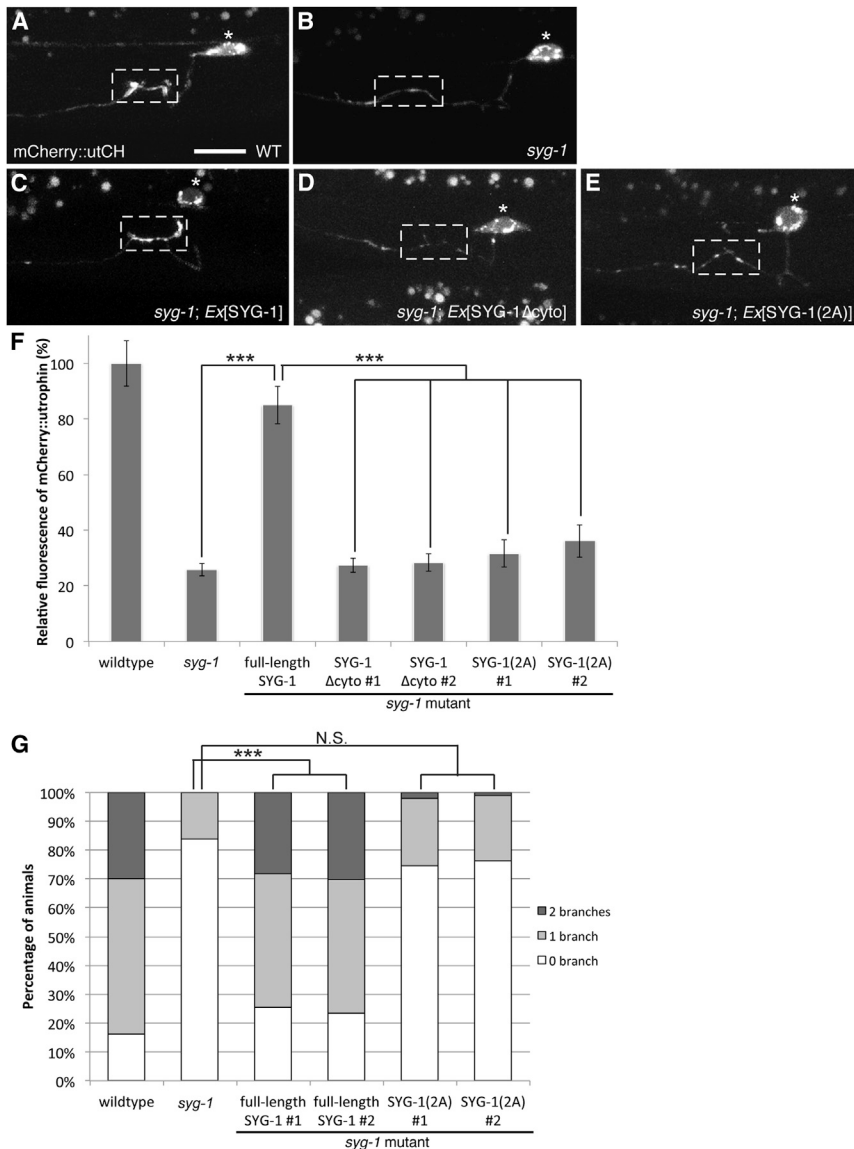 A
*
mCherry::utCH
WT
B
*
syg-1
C
*
syg-1; Ex[SYG-1]
D
*
syg-1; Ex[SYG-1Δcyto]
E
*
syg-1; Ex[SYG-1(2A)]
F
Relative fluorescence of mCherry::utrophin (%)
100
80
60
40
20
0
***
***
wildtype
syg-1
full-length
SYG-1
SYG-1
Δcyto #1
SYG-1
Δcyto #2
SYG-1(2A)
#1
SYG-1(2A)
#2
syg-1 mutant
G
N.S.
***
Percentage of animals
100%
90%
80%
70%
60%
50%
40%
30%
20%
10%
0%
2 branches
1 branch
0 branch
wildtype
syg-1
full-length
SYG-1 #1
full-length
SYG-1 #2
SYG-1(2A)
#1
SYG-1(2A)
#2
syg-1 mutant